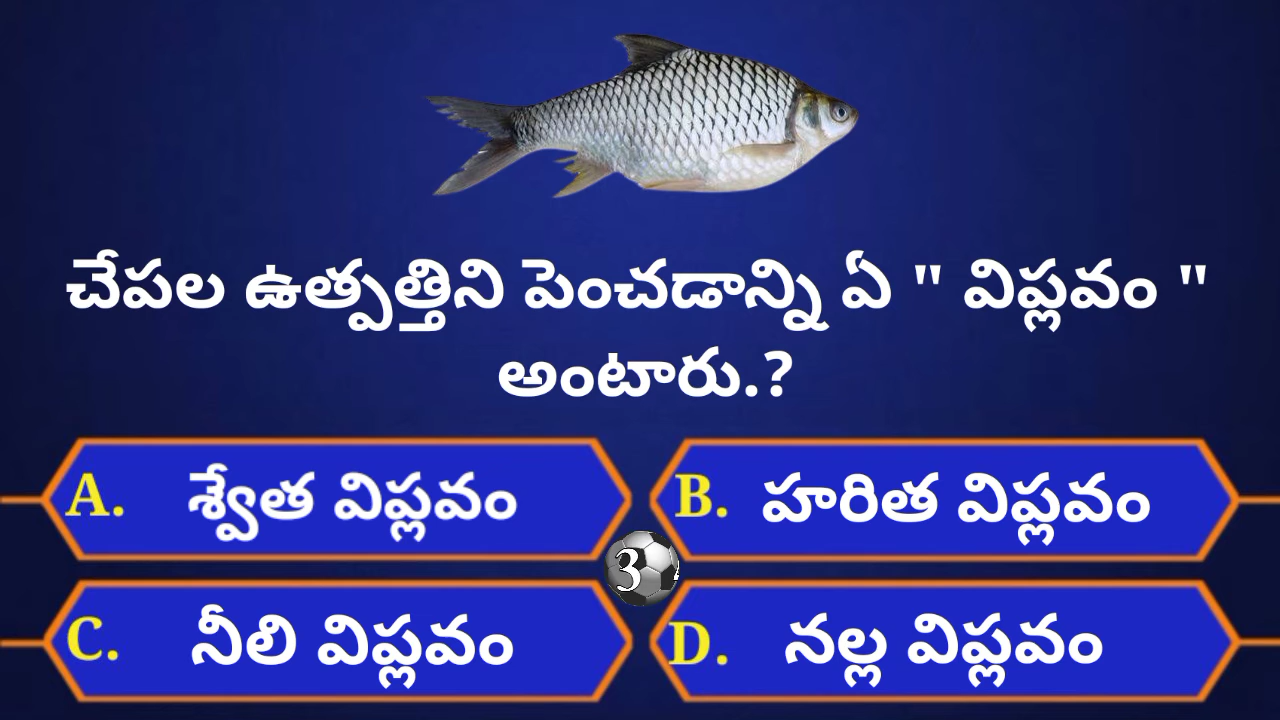 చేపల ఉత్పత్తిని పెంచడాన్ని ఏ " విప్లవం "
అంటారు.?
A. శ్వేత విప్లవం
B. హరిత విప్లవం
3
C. నీలి విప్లవం
D. నల్ల విప్లవం